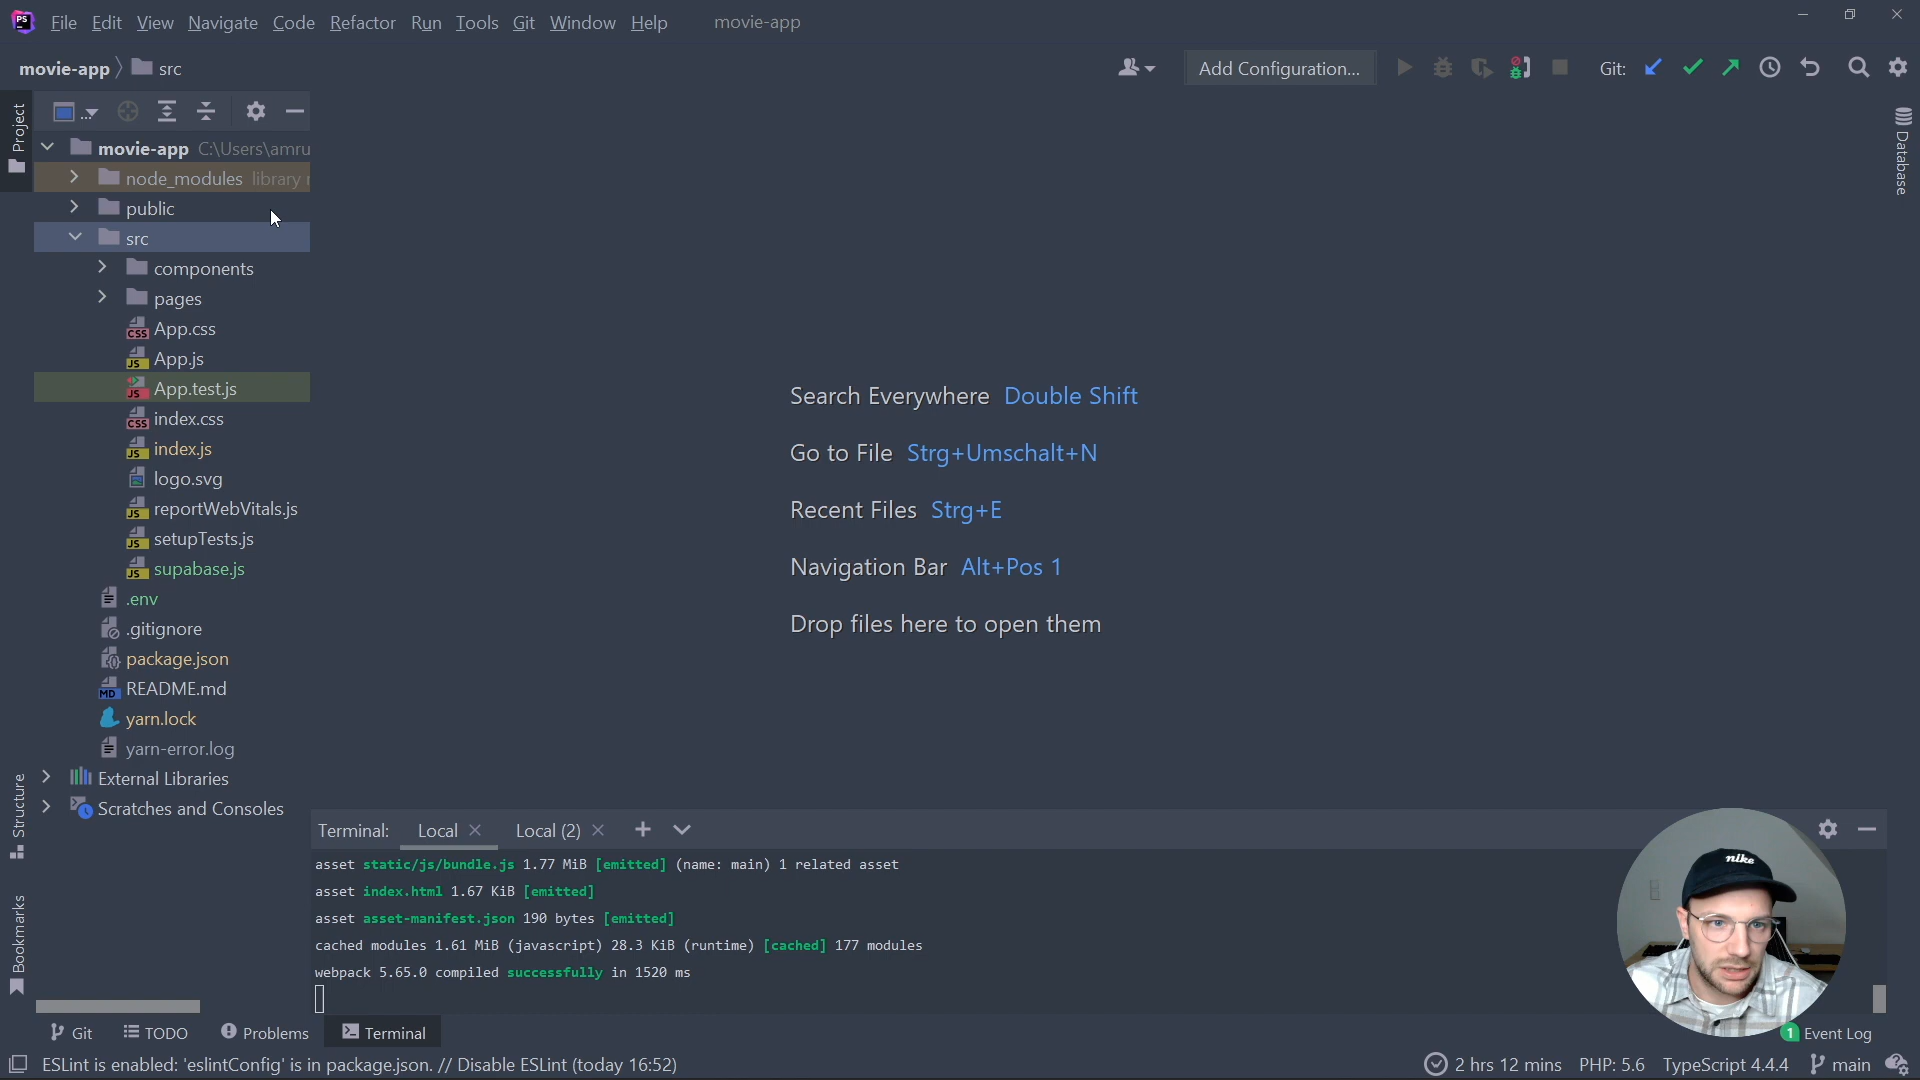 PS File Edit View Navigate Code Refactor Run Tools Git Window Help movie-app
movie-app src Add Configuration... Git:
Project
movie-app C:\Users\amru
node_modules library
public
src
components
pages
App.css
App.js
App.test.js
index.css
index.js
logo.svg
reportWebVitals.js
setupTests.js
supabase.js
.env
.gitignore
package.json
README.md
yarn.lock
yarn-error.log
External Libraries
Scratches and Consoles
Search Everywhere Double Shift
Go to File Strg+Umschalt+N
Recent Files Strg+E
Navigation Bar Alt+Pos 1
Drop files here to open them
Database
Structure
Bookmarks
Terminal: Local Local (2)
asset static/js/bundle.js 1.77 MiB [emitted] (name: main) 1 related asset
asset index.html 1.67 KiB [emitted]
asset asset-manifest.json 190 bytes [emitted]
cached modules 1.61 MiB (javascript) 28.3 KiB (runtime) [cached] 177 modules
webpack 5.65.0 compiled successfully in 1520 ms
nike
Git TODO Problems Terminal 1 Event Log
ESLint is enabled: 'eslintConfig' is in package.json. // Disable ESLint (today 16:52) 2 hrs 12 mins PHP: 5.6 TypeScript 4.4.4 main